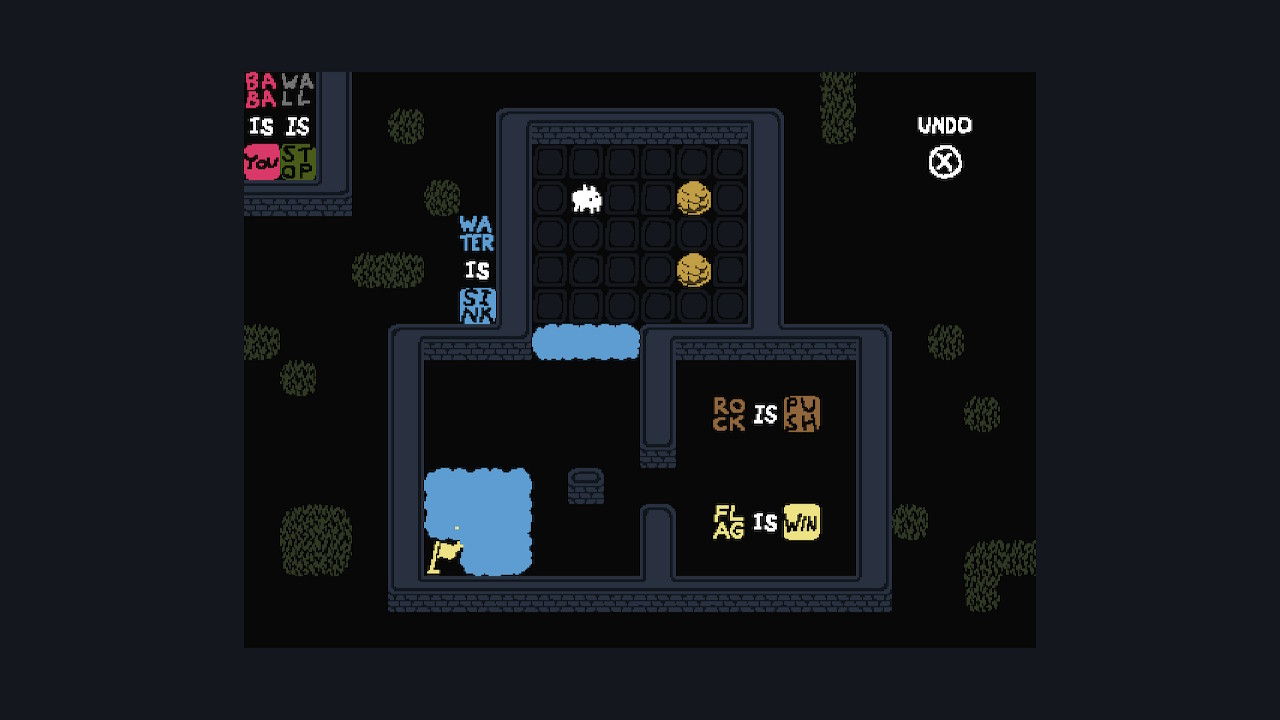 BABA WALL
IS IS
YOU STOP
UNDO
X
WATER
IS
SINK
ROCK IS PUSH
FLAG IS WIN